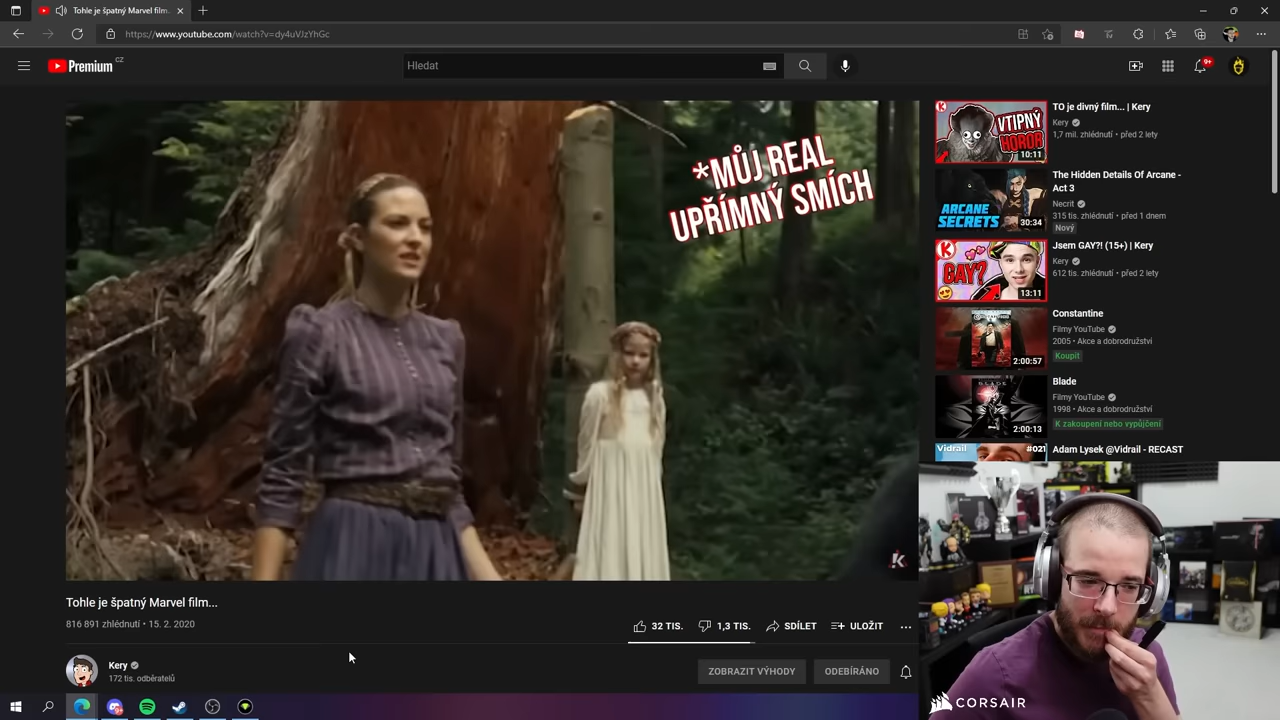 Tohle je špatný Marvel film...
https://www.youtube.com/watch?v=dy4uVJzYhGc
Premium CZ
Hledat
9+
*MŮJ REAL
UPŘÍMNÝ SMÍCH
VTIPNÝ
HOROR
10:11
TO je divný film... | Kery
Kery
1,7 mil. zhlédnutí • před 2 lety
ARCANE
SECRETS
30:34
The Hidden Details Of Arcane -
Act 3
Necrit
315 tis. zhlédnutí • před 1 dnem
Nový
GAY?
13:11
Jsem GAY?! (15+) | Kery
Kery
612 tis. zhlédnutí • před 2 lety
2:00:57
Constantine
Filmy YouTube
2005 • Akce a dobrodružství
Koupit
BLADE
2:00:13
Blade
Filmy YouTube
1998 • Akce a dobrodružství
K zakoupení nebo vypůjčení
Vidrail
#021
Adam Lysek @Vidrail - RECAST
Tohle je špatný Marvel film...
816 891 zhlédnutí • 15. 2. 2020
32 TIS.
1,3 TIS.
SDÍLET
ULOŽIT
Kery
172 tis. odběratelů
ZOBRAZIT VÝHODY
ODEBÍRÁNO
CORSAIR